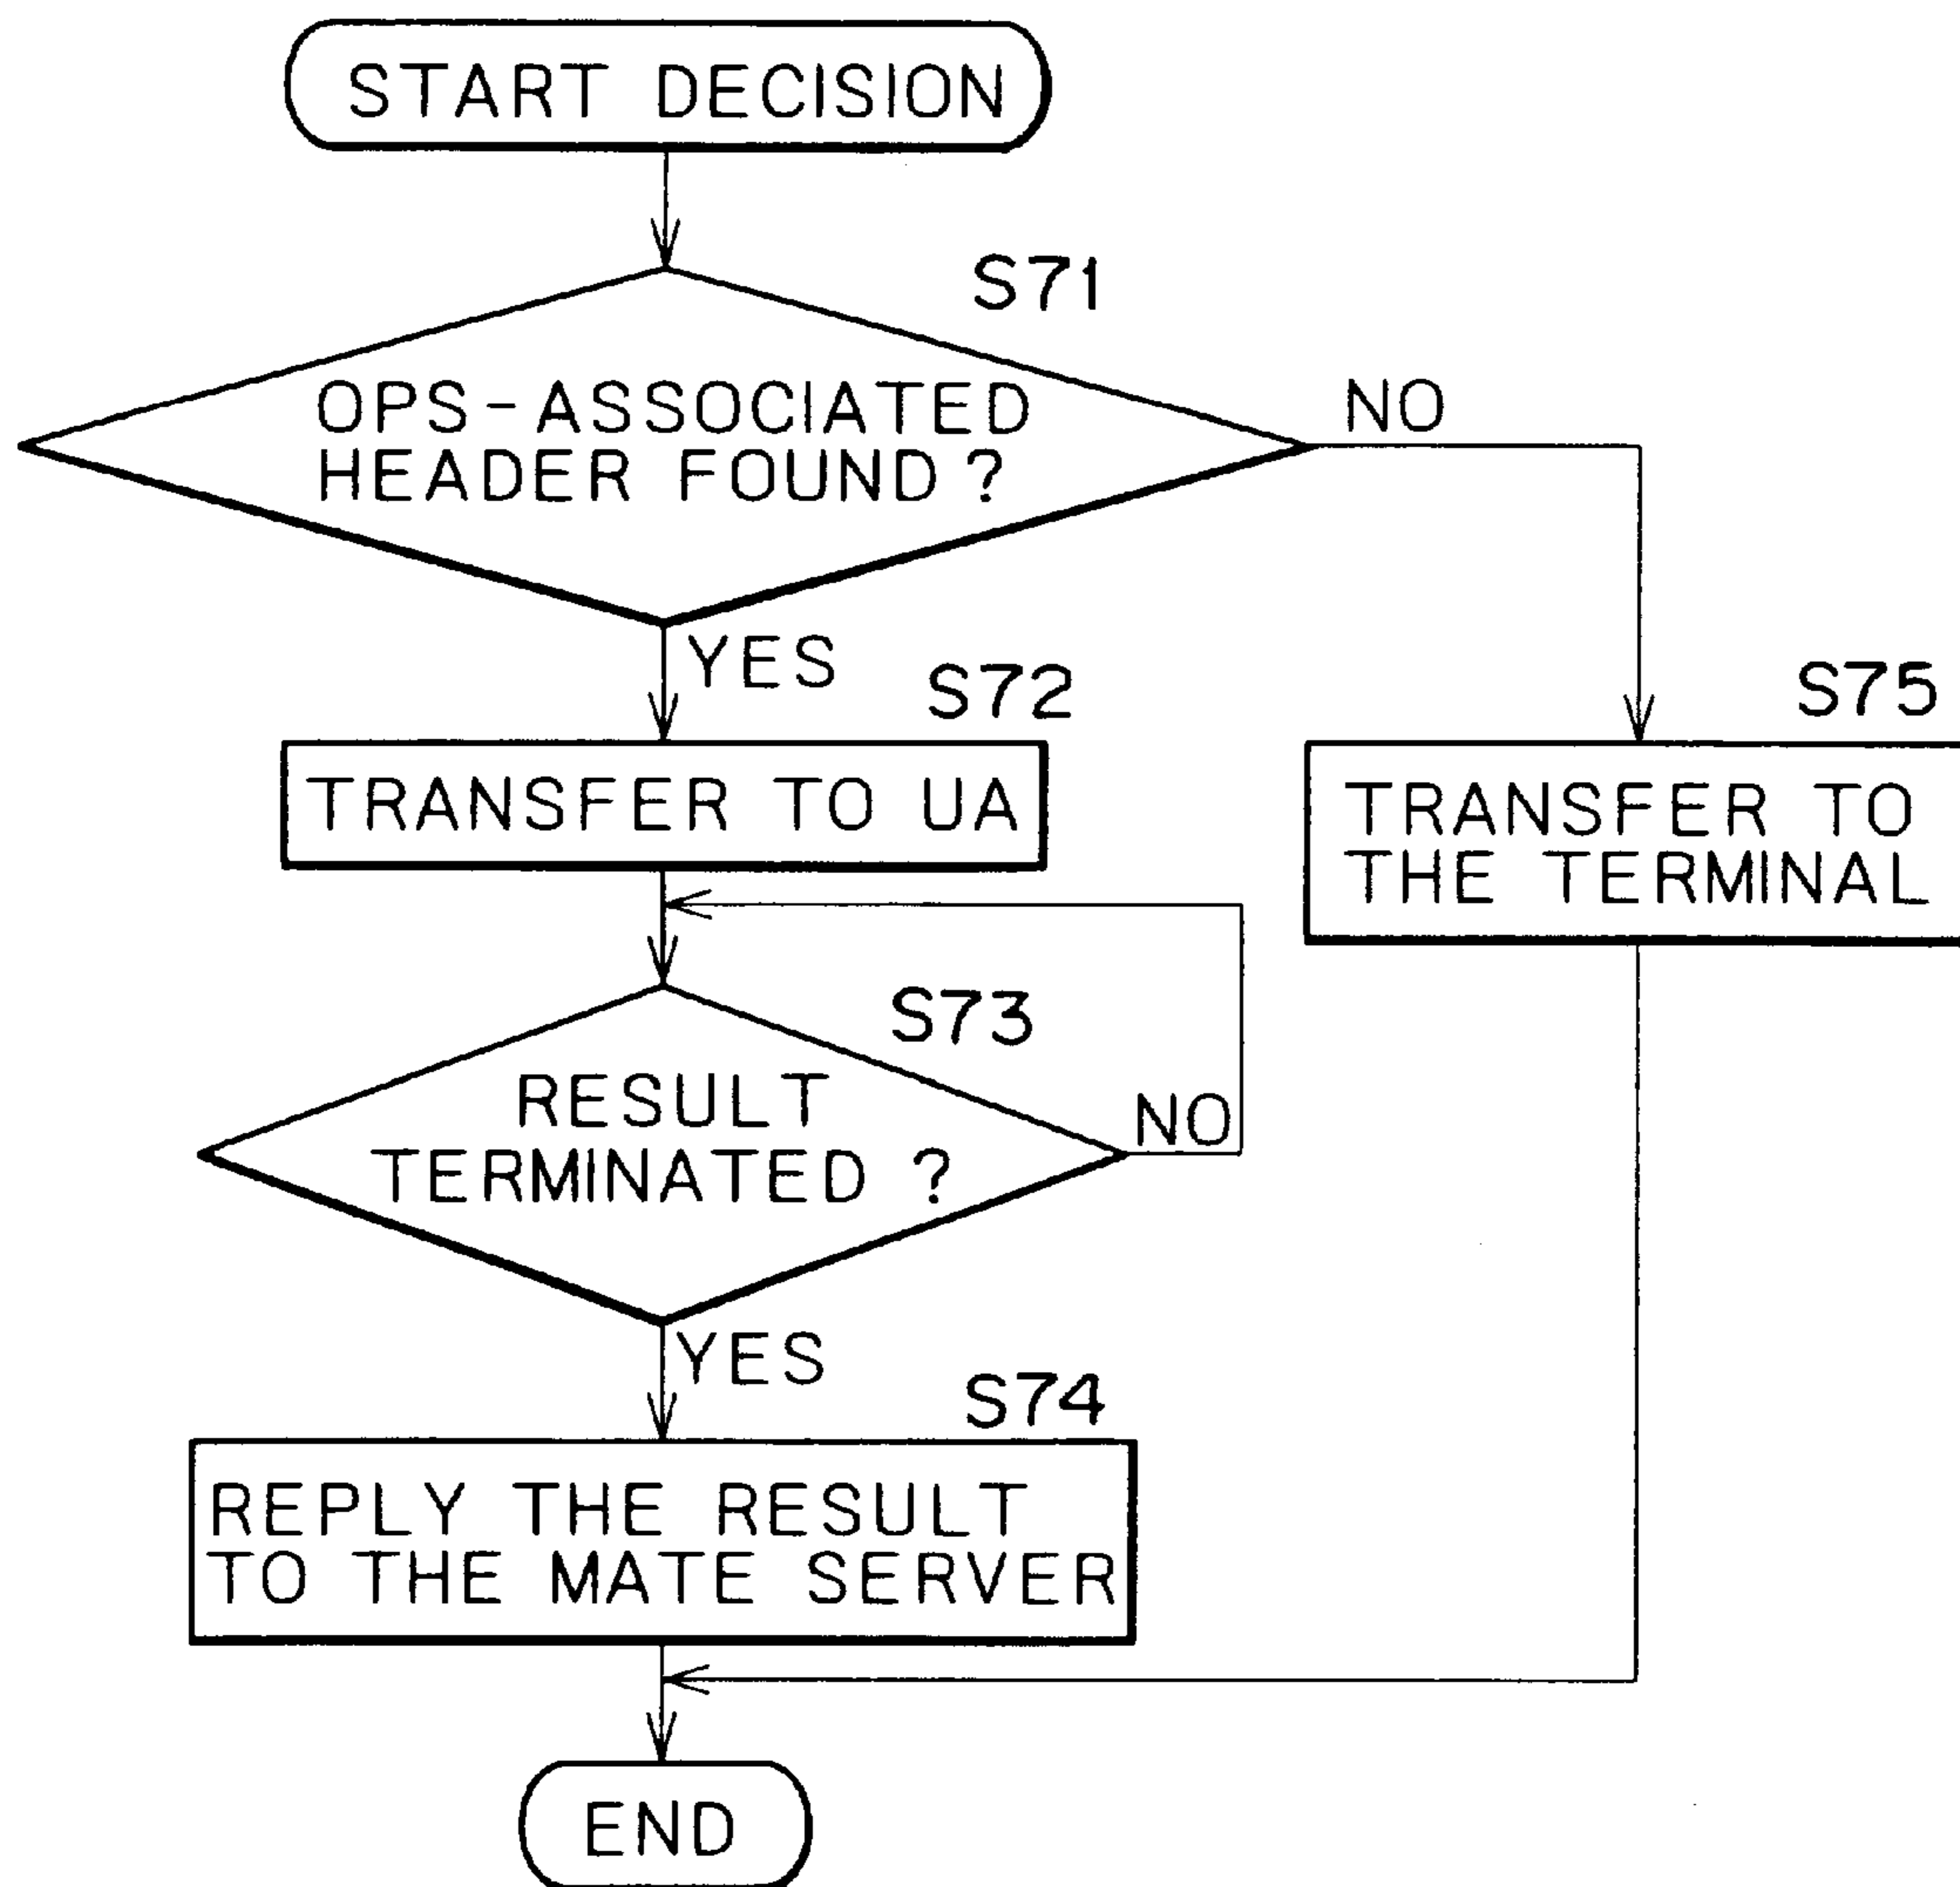 START DECISION
S71
OPS-ASSOCIATED
HEADER FOUND ?
NO
YES
S72
TRANSFER TO UA
S75
TRANSFER TO
THE TERMINAL
S73
RESULT
TERMINATED ?
NO
YES
S74
REPLY THE RESULT
TO THE MATE SERVER
END